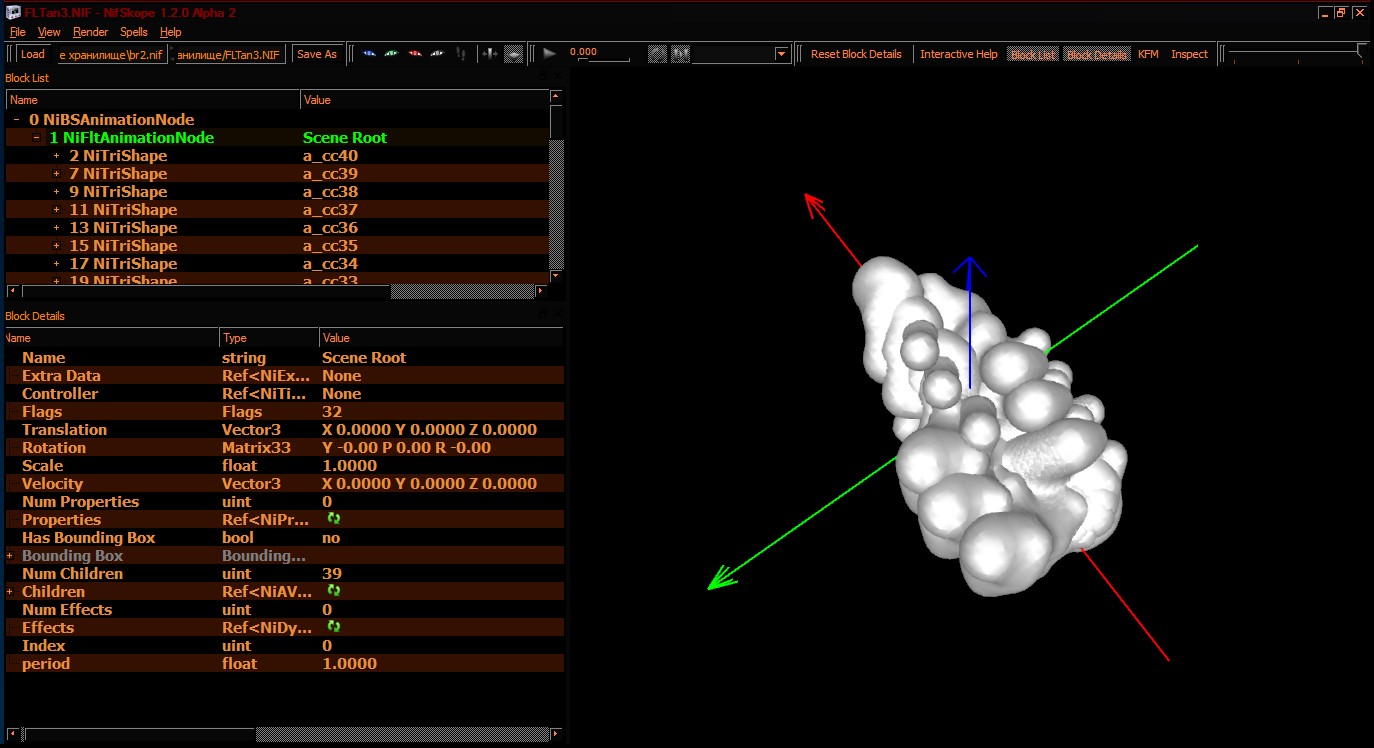 FLTan3.NIF - NifSkope 1.2.0 Alpha 2
File View Render Spells Help
Load е хранилище\br2.nif анилище/FLTan3.NIF Save As 0.000 Reset Block Details Interactive Help Block List Block Details KFM Inspect
Block List
Name Value
0 NiBSAnimationNode
1 NiFltAnimationNode Scene Root
2 NiTriShape a_cc40
7 NiTriShape a_cc39
9 NiTriShape a_cc38
11 NiTriShape a_cc37
13 NiTriShape a_cc36
15 NiTriShape a_cc35
17 NiTriShape a_cc34
19 NiTriShape a_cc33
Block Details
Name Type Value
Name string Scene Root
Extra Data Ref<NiEx... None
Controller Ref<NiTi... None
Flags Flags 32
Translation Vector3 X 0.0000 Y 0.0000 Z 0.0000
Rotation Matrix33 Y -0.00 P 0.00 R -0.00
Scale float 1.0000
Velocity Vector3 X 0.0000 Y 0.0000 Z 0.0000
Num Properties uint 0
Properties Ref<NiPr...
Has Bounding Box bool no
Bounding Box Bounding...
Num Children uint 39
Children Ref<NiAV...
Num Effects uint 0
Effects Ref<NiDy...
Index uint 0
period float 1.0000